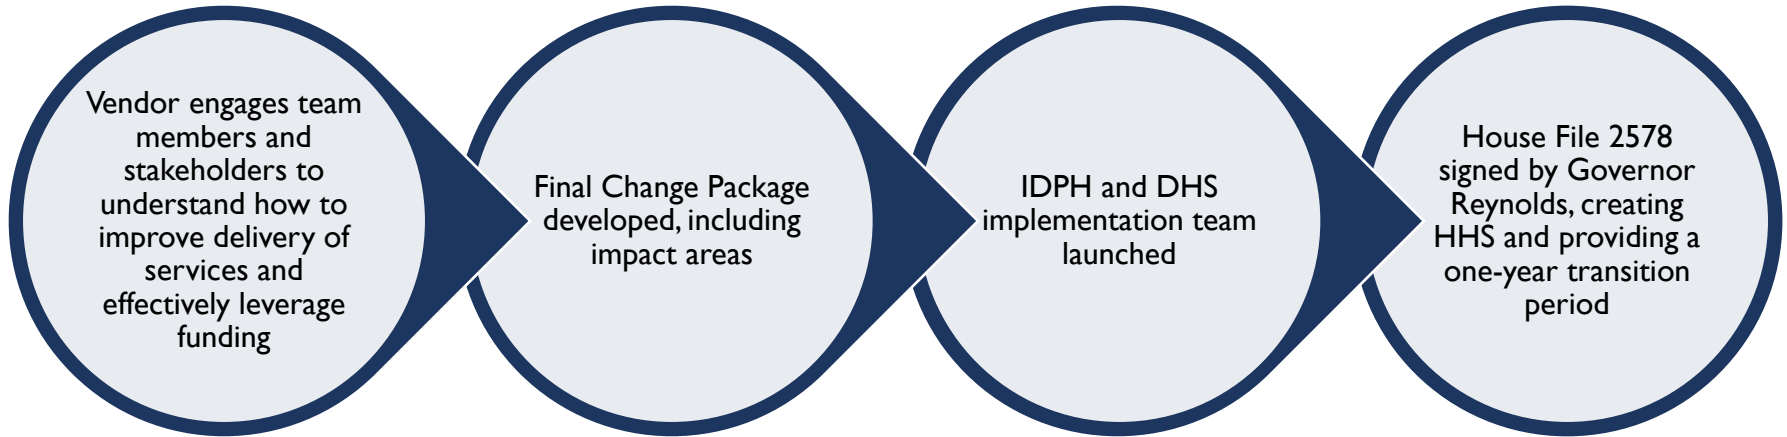 Vendor engages team
members and
stakeholders to
understand how to
improve delivery of
services and
effectively leverage
funding
Final Change Package
developed, including
impact areas
IDPH and DHS
implementation team
launched
House File 2578
signed by Governor
Reynolds, creating
HHS and providing a
one-year transition
period